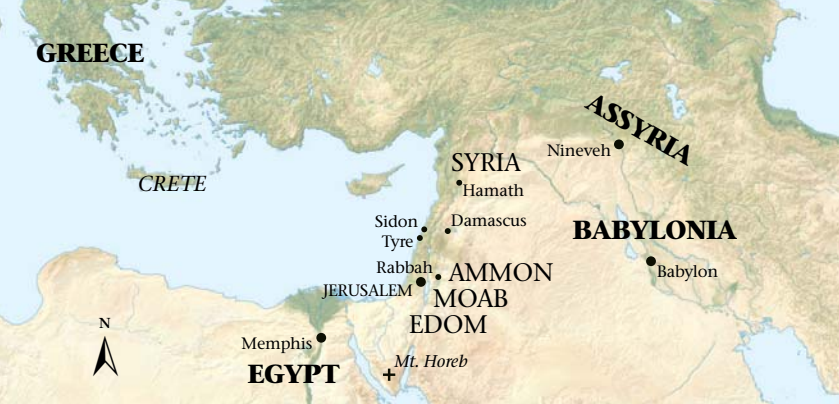 GREECE
ASSYRIA
Nineveh
SYRIA
CRETE
Hamath
Sidon
Damascus
BABYLONIA
Tyre
Rabbah
AMMON
Babylon
JERUSALEM
MOAB
EDOM
N
Memphis
Mt. Horeb
EGYPT